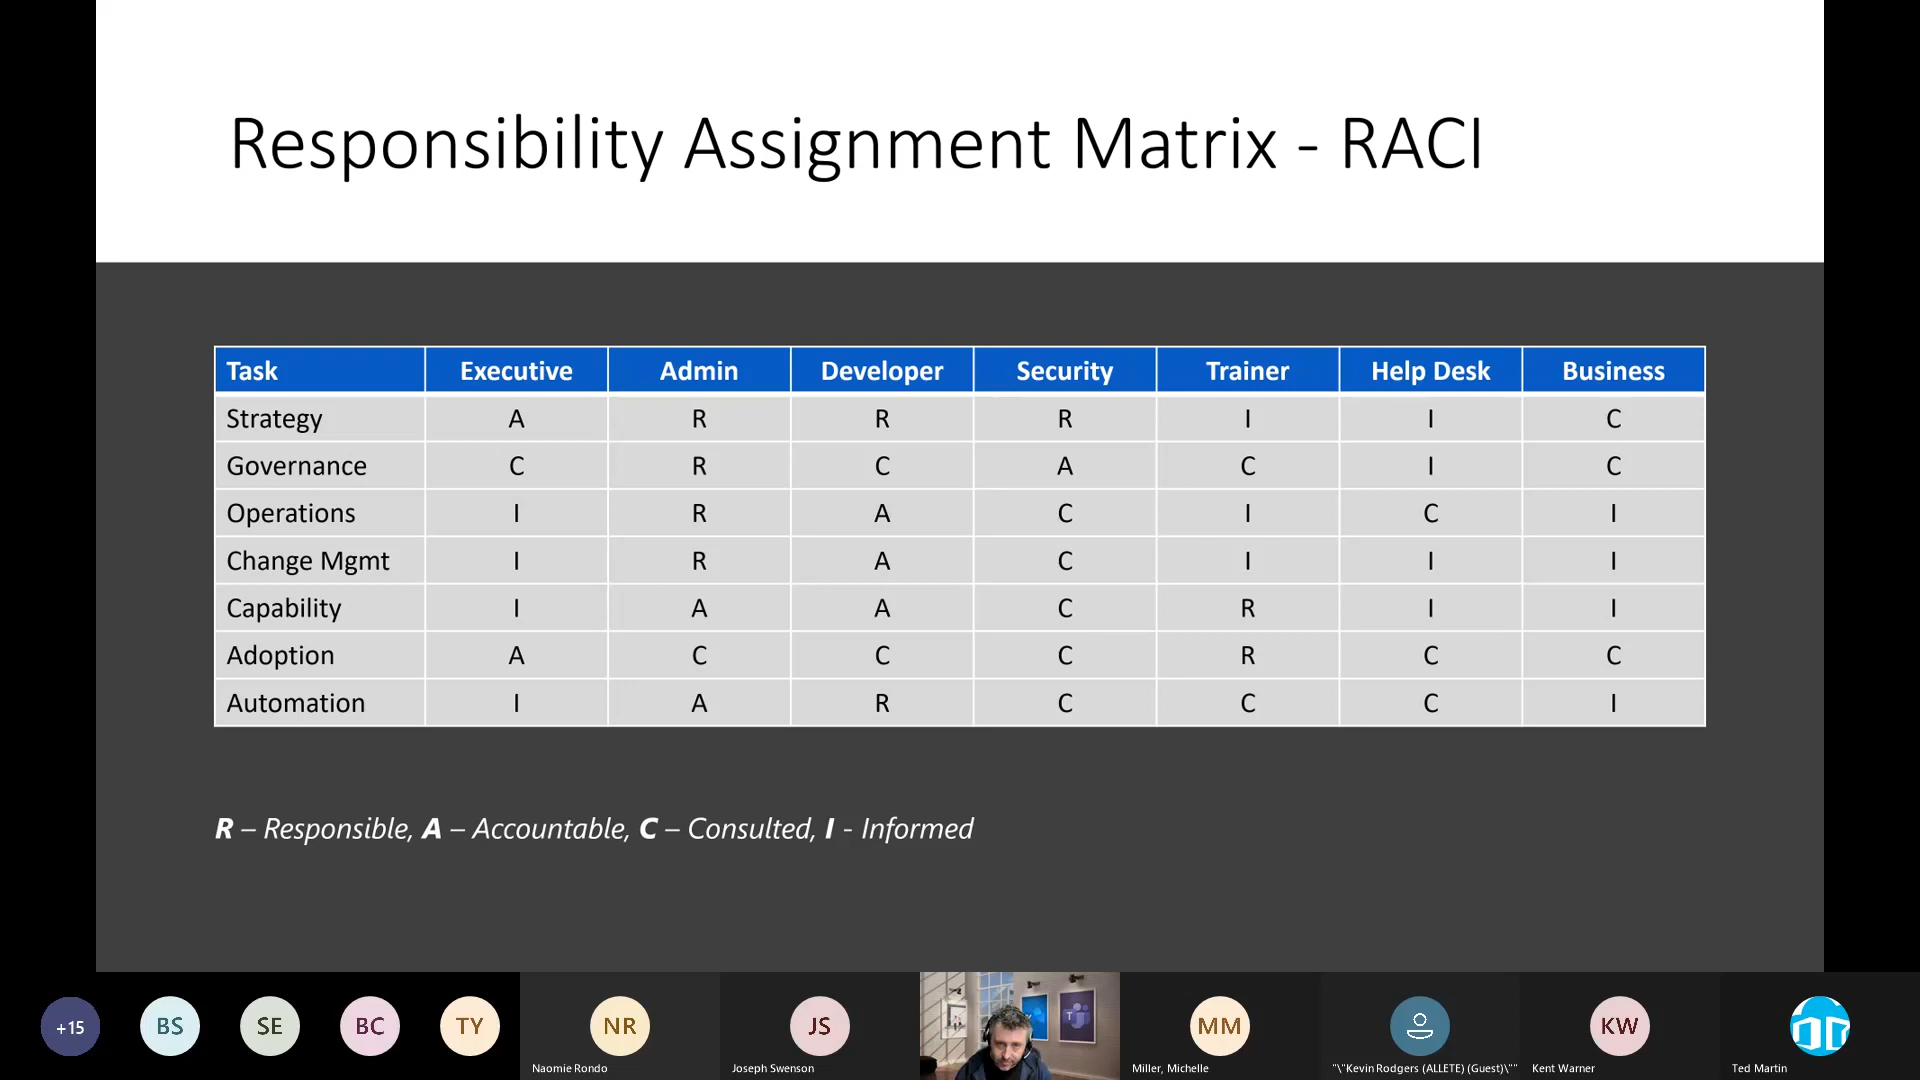 Responsibility Assignment Matrix - RACI
Task Executive Admin Developer Security Trainer Help Desk Business
Strategy A R R R I I C
Governance C R C A C I C
Operations I R A C I C I
Change Mgmt I R A C I I I
Capability I A A C R I I
Adoption A C C C R C C
Automation I A R C C C I
R – Responsible, A – Accountable, C – Consulted, I - Informed
+15 BS SE BC TY NR JS MM KW
Naomie Rondo Joseph Swenson Miller, Michelle "\"Kevin Rodgers (ALLETE) (Guest)\"" Kent Warner Ted Martin